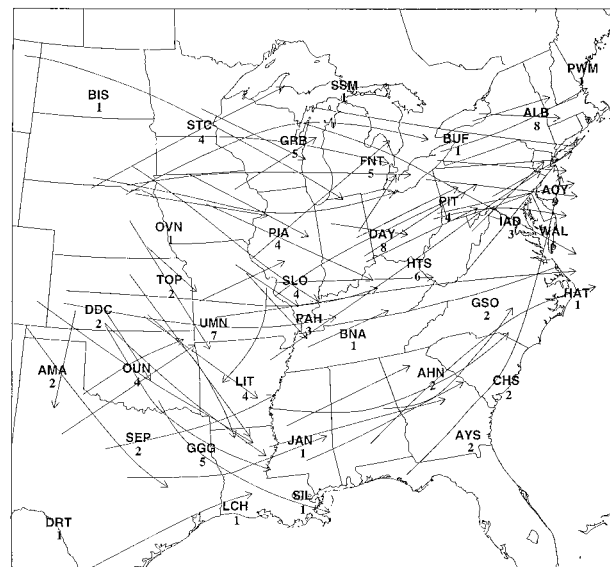 PWM
1
SSM
1
BIS
1
ALB
8
STC
4
BUF
1
GRB
5
FNT
5
ACY
PIT
4
IAD
3
WAL
OVN
1
PIA
4
DAY
8
HTS
6
TOP
2
SLO
4
HAT
1
GSO
2
DDC
2
UMN
7
PAH
3
BNA
1
AMA
2
OUN
4
LIT
4
AHN
2
CHS
2
SEP
2
GGG
5
JAN
1
AYS
2
SIL
1
LCH
1
DRT
1